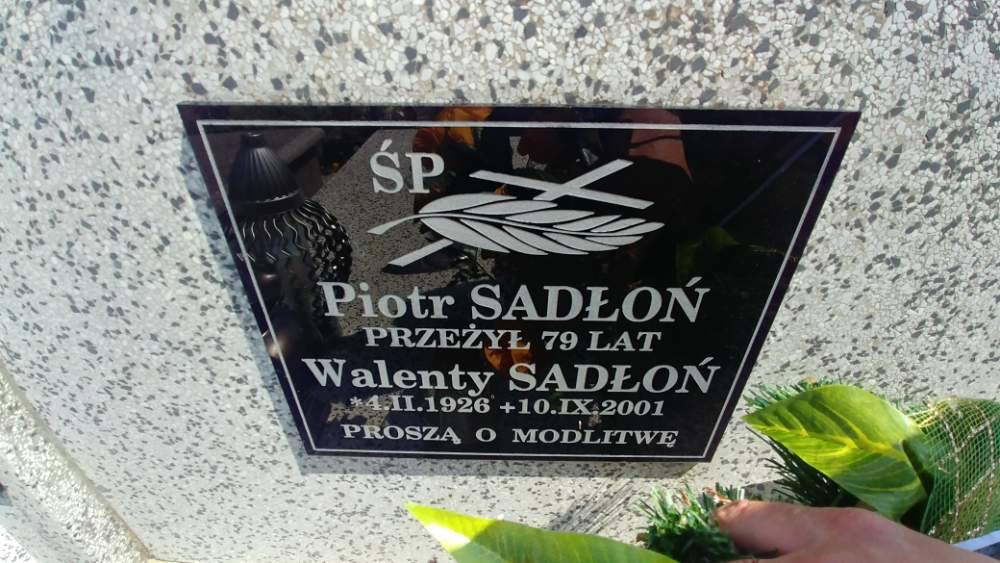 ŚP
Piotr SADŁOŃ
PRZEŻYŁ 79 LAT
Walenty SADŁOŃ
*4.II.1926 +10.IX.2001
PROSZĄ O MODLITWĘ